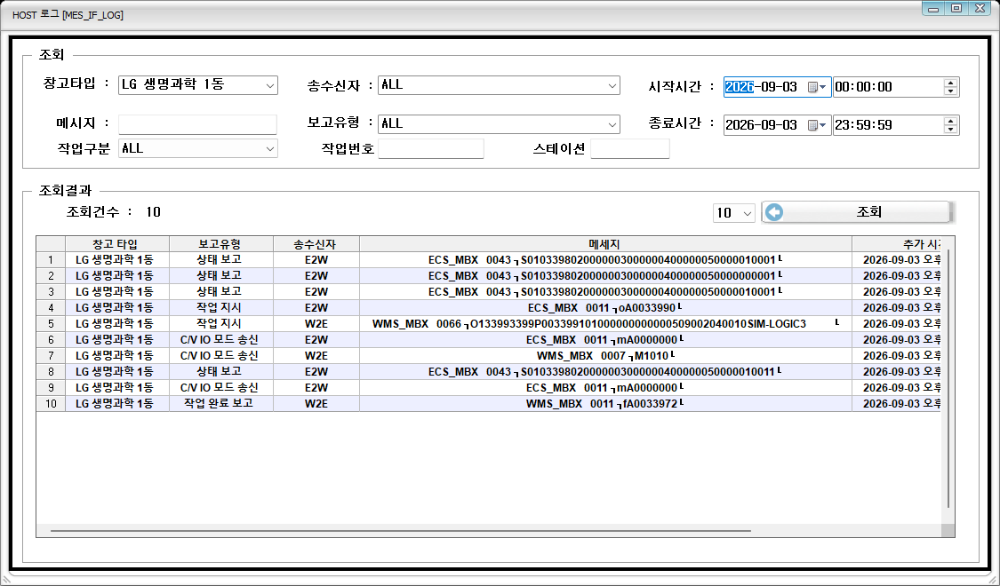 HOST 로그 [MES_IF_LOG]
조회
창고타입 : LG 생명과학 1동 송수신자 : ALL 시작시간 : 2026-09-03 00:00:00
메시지 : 보고유형 : ALL 종료시간 : 2026-09-03 23:59:59
작업구분 ALL 작업번호 스테이션
조회결과
조회건수 : 10 10 조회
창고 타입 보고유형 송수신자 메세지 추가 시
1 LG 생명과학 1동 상태 보고 E2W ECS_MBX 0043┐S0103398020000003000000400000050000010001└ 2026-09-03 오후
2 LG 생명과학 1동 상태 보고 E2W ECS_MBX 0043┐S010339802000000300000040000005000000001└ 2026-09-03 오후
3 LG 생명과학 1동 상태 보고 E2W ECS_MBX 0043┐S0103398020000003000000400000050000010001└ 2026-09-03 오후
4 LG 생명과학 1동 작업 지시 E2W ECS_MBX 0011┐oA0033990└ 2026-09-03 오후
5 LG 생명과학 1동 작업 지시 W2E WMS_MBX 0066┐O133993399P0033991010000000000000509002040010SIM-LOGIC3 └ 2026-09-03 오후
6 LG 생명과학 1동 C/V IO 모드 송신 E2W ECS_MBX 0011┐mA0000000└ 2026-09-03 오후
7 LG 생명과학 1동 C/V IO 모드 송신 W2E WMS_MBX 0007┐M1010└ 2026-09-03 오후
8 LG 생명과학 1동 상태 보고 E2W ECS_MBX 0043┐S0103398020000003000000400000050000010011└ 2026-09-03 오후
9 LG 생명과학 1동 C/V IO 모드 송신 E2W ECS_MBX 0011┐mA0000000└ 2026-09-03 오후
10 LG 생명과학 1동 작업 완료 보고 W2E WMS_MBX 0011┐fA0033972└ 2026-09-03 오후